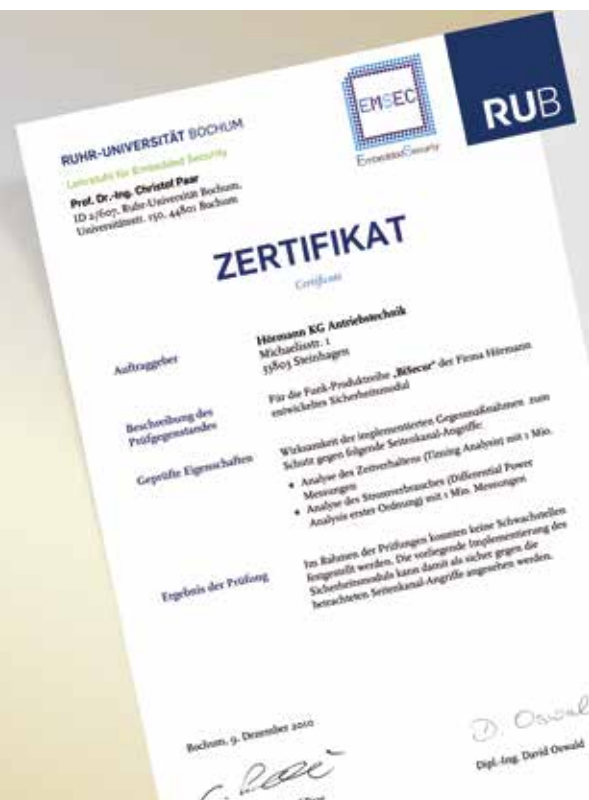 RUHR-UNIVERSITÄT BOCHUM
Lehrstuhl für Embedded Security
Prof. Dr.-Ing. Christof Paar
ID 2/607, Ruhr-Universität Bochum,
Universitätsstr. 150, 44801 Bochum
EMSEC
Embedded Security
RUB
ZERTIFIKAT
Certificate
Auftraggeber
Hörmann KG Antriebstechnik
Michaelisstr. 1
33803 Steinhagen
Beschreibung des
Prüfgegenstandes
Für die Funk-Produktreihe „BiSecur" der Firma Hörmann
entwickeltes Sicherheitsmodul
Geprüfte Eigenschaften
Wirksamkeit der implementierten Gegenmaßnahmen zum
Schutz gegen folgende Seitenkanal-Angriffe:
• Analyse des Zeitverhaltens (Timing Analysis) mit 1 Mio.
Messungen
• Analyse des Stromverbrauches (Differential Power
Analysis erster Ordnung) mit 1 Mio. Messungen
Ergebnis der Prüfung
Im Rahmen der Prüfungen konnten keine Schwachstellen
festgestellt werden. Die vorliegende Implementierung des
Sicherheitsmoduls kann damit als sicher gegen die
betrachteten Seitenkanal-Angriffe angesehen werden.
Bochum, 9. Dezember 2010
D. Oswal
Dipl.-Ing. David Oswald